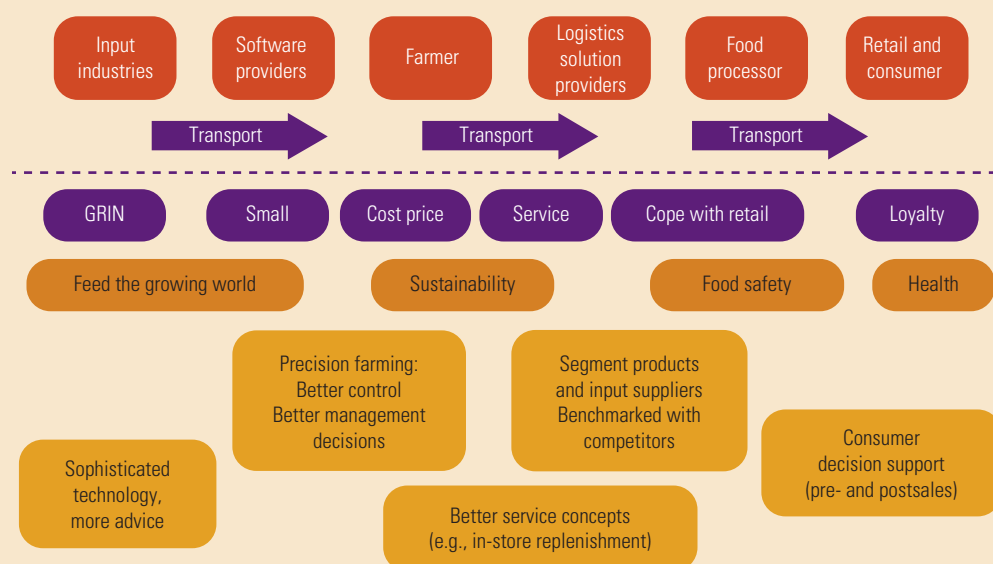 Input
industries
Software
providers
Farmer
Logistics
solution
providers
Food
processor
Retail and
consumer
Transport
Transport
Transport
GRIN
Small
Cost price
Service
Cope with retail
Loyalty
Feed the growing world
Sustainability
Food safety
Health
Precision farming:
Better control
Better management
decisions
Segment products
and input suppliers
Benchmarked with
competitors
Consumer
decision support
(pre- and postsales)
Sophisticated
technology,
more advice
Better service concepts
(e.g., in-store replenishment)